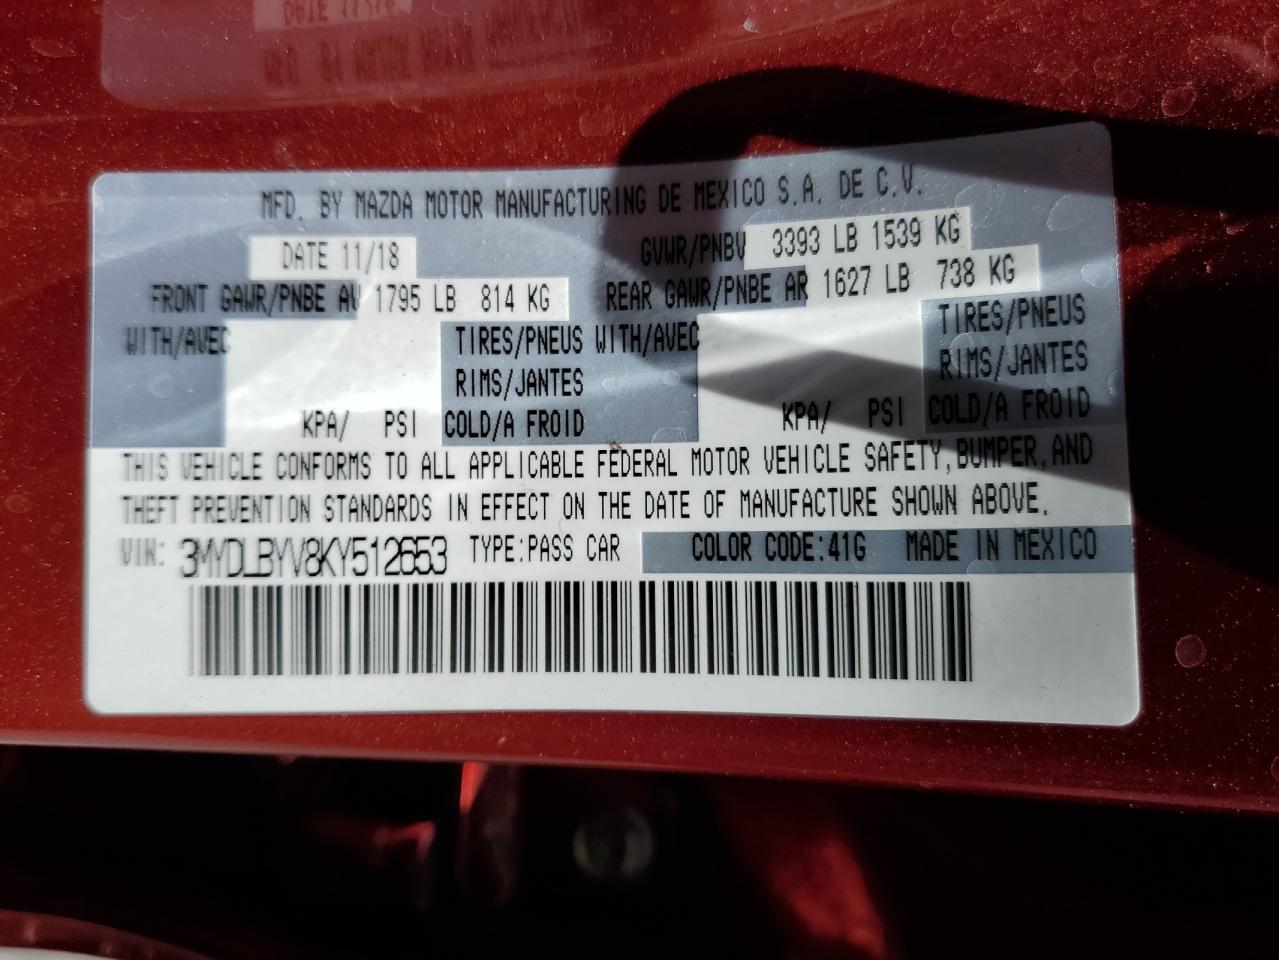 MFD. BY MAZDA MOTOR MANUFACTURING DE MEXICO S.A. DE C.V.
DATE 11/18 GVWR/PNBV 3393 LB 1539 KG
FRONT GAWR/PNBE AV 1795 LB 814 KG REAR GAWR/PNBE AR 1627 LB 738 KG
WITH/AVEC TIRES/PNEUS WITH/AVEC TIRES/PNEUS
RIMS/JANTES RIMS/JANTES
KPA/ PSI COLD/A FROID KPA/ PSI COLD/A FROID
THIS VEHICLE CONFORMS TO ALL APPLICABLE FEDERAL MOTOR VEHICLE SAFETY, BUMPER, AND
THEFT PREVENTION STANDARDS IN EFFECT ON THE DATE OF MANUFACTURE SHOWN ABOVE.
VIN: 3MYDLBYV8KY512653 TYPE:PASS CAR COLOR CODE:41G MADE IN MEXICO